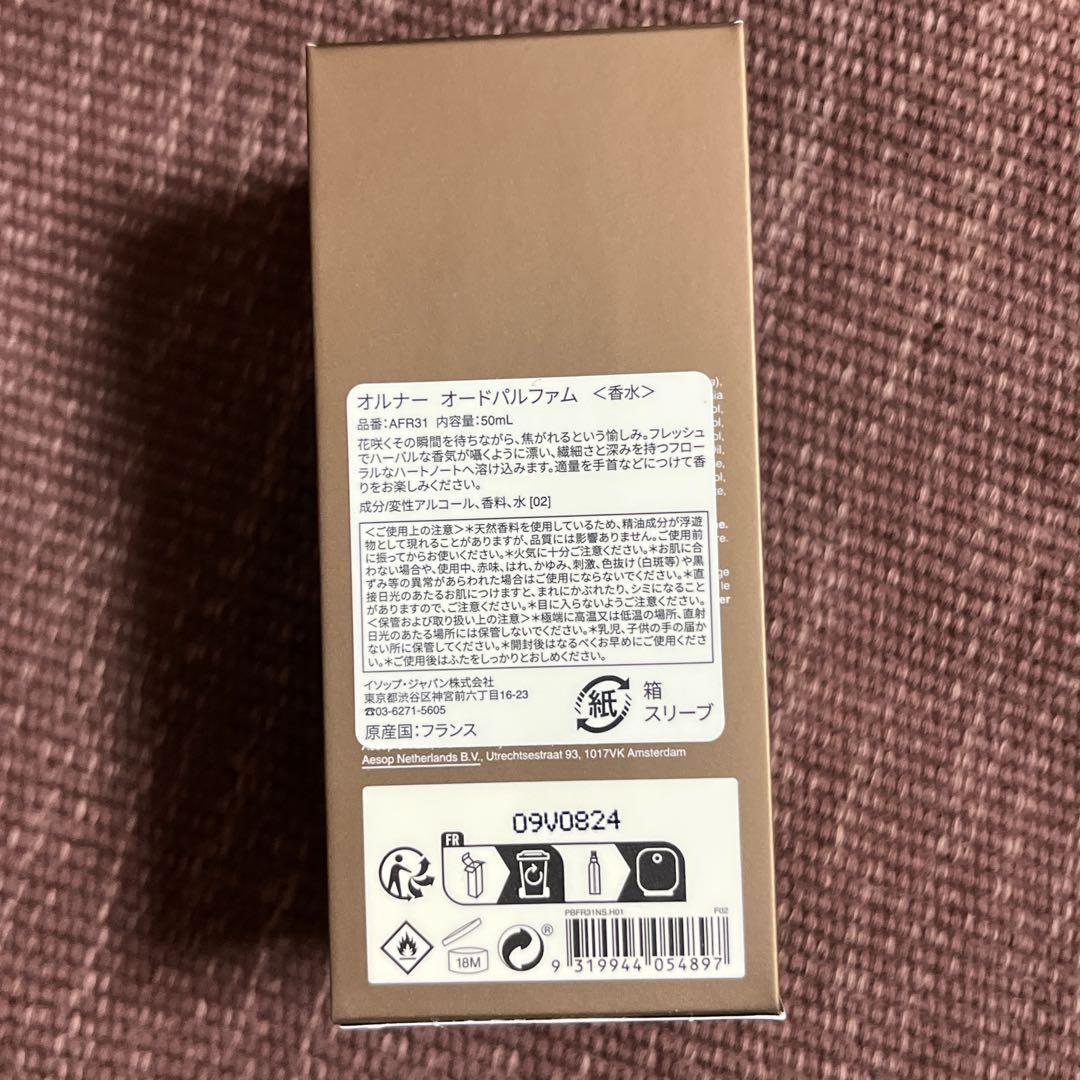 オルナー オードパルファム <香水>
品番:AFR31 内容量:50mL
花咲くその瞬間を待ちながら、焦がれるという愉しみ。フレッシュ
でハーバルな香気が囁くように漂い、繊細さと深みを持つフロー
ラルなハートノートへ溶け込みます。適量を手首などにつけて香
りをお楽しみください。
成分/変性アルコール、香料、水 [02]
<ご使用上の注意>*天然香料を使用しているため、精油成分が浮遊
物として現れることがありますが、品質には影響ありません。ご使用前
に振ってからお使いください。*火気に十分ご注意ください。*お肌に合
わない場合や、使用中、赤味、はれ、かゆみ、刺激、色抜け(白斑等)や黒
ずみ等の異常があらわれた場合はご使用にならないでください。*直
接日光のあたるお肌につけますと、まれにかぶれたり、シミになること
がありますので、ご注意ください。*目に入らないようご注意ください。
<保管および取り扱い上の注意>*極端に高温又は低温の場所、直射
日光のあたる場所には保管しないでください。*乳児、子供の手の届か
ない所に保管してください。*開封後はなるべくお早めにご使用くださ
い。*ご使用後はふたをしっかりとおしめください。
イソップ・ジャパン株式会社
東京都渋谷区神宮前六丁目16-23
☎03-6271-5605
原産国:フランス
紙
箱
スリーブ
Aesop Netherlands B.V., Utrechtsestraat 93, 1017VK Amsterdam
09V0824
FR
PBFR31NS.H01 F02
18M
®
9 319944 054897